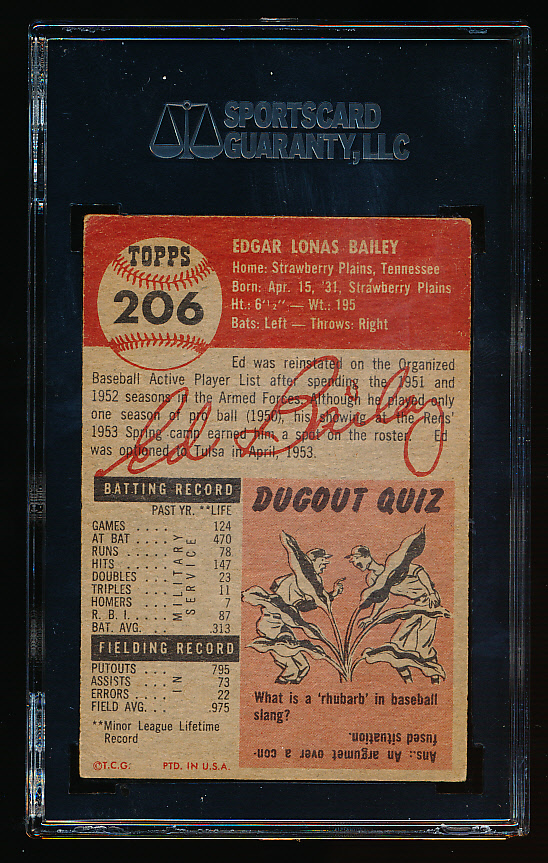 SPORTSCARD
GUARANTY, LLC
TOPPS
206
EDGAR LONAS BAILEY
Home: Strawberry Plains, Tennessee
Born: Apr. 15, '31, Strawberry Plains
Ht.: 6'½" — Wt.: 195
Bats: Left — Throws: Right
Ed was reinstated on the Organized
Baseball Active Player List after spending the 1951 and
1952 seasons in the Armed Forces. Although he played only
one season of pro ball (1950), his showing at the Reds'
1953 Spring camp earned him a spot on the roster. Ed
was optioned to Tulsa in April, 1953.
Ed Bailey
BATTING RECORD
PAST YR. **LIFE
GAMES .... 124
AT BAT .... 470
RUNS .... 78
HITS .... 147
DOUBLES .... 23
TRIPLES .... 11
HOMERS .... 7
R. B. I. .... 87
BAT. AVG. ... .313
IN MILITARY SERVICE
FIELDING RECORD
PUTOUTS .... 795
ASSISTS .... 73
ERRORS .... 22
FIELD AVG. ... .975
**Minor League Lifetime
Record
DUGOUT QUIZ
What is a 'rhubarb' in baseball
slang?
Ans.: An argumet over a con-
fused situation.
©T.C.G. PTD. IN U.S.A.